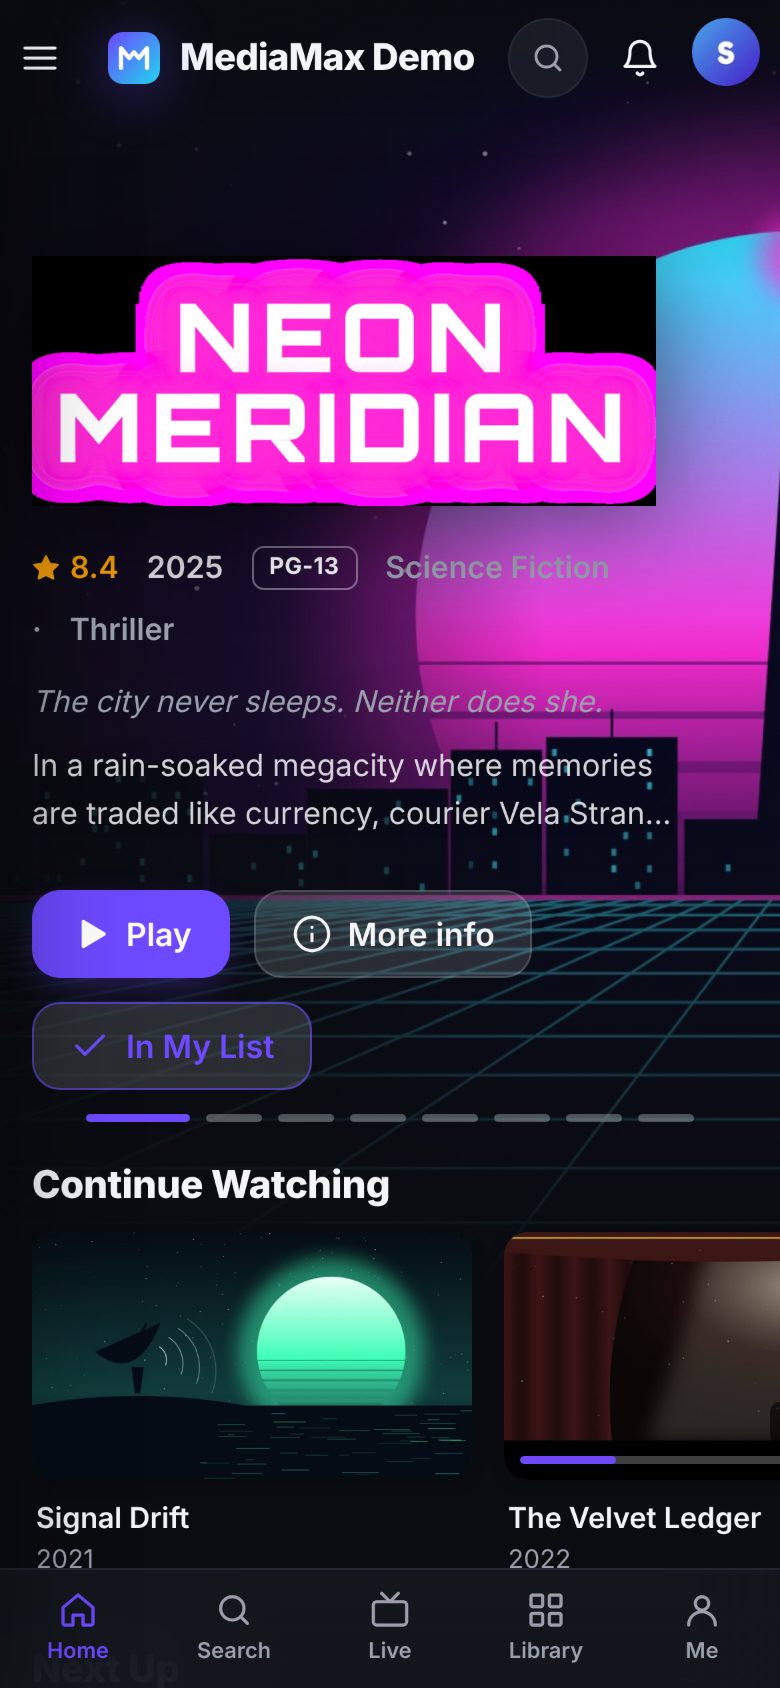 MediaMax Demo
S
NEON
MERIDIAN
8.4 2025 PG-13 Science Fiction
· Thriller
The city never sleeps. Neither does she.
In a rain-soaked megacity where memories
are traded like currency, courier Vela Stran...
Play
More info
In My List
Continue Watching
Signal Drift
2021
The Velvet Ledger
2022
Next Up
Home
Search
Live
Library
Me